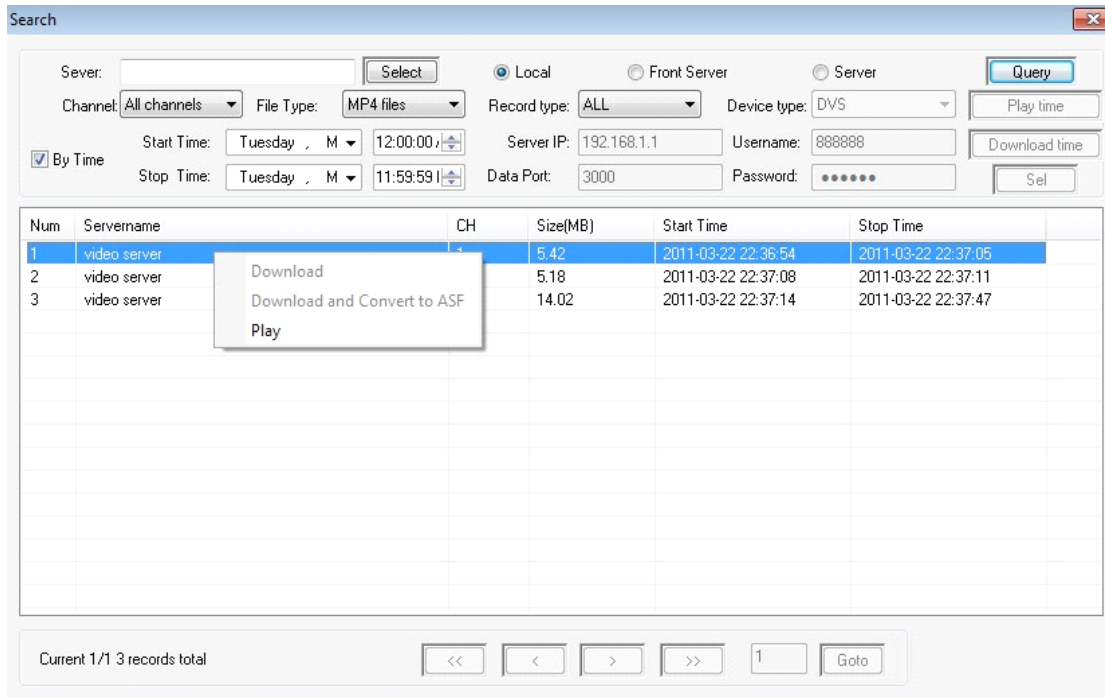 Search
Sever: Select Local Front Server Server Query
Channel: All channels File Type: MP4 files Record type: ALL Device type: DVS Play time
By Time Start Time: Tuesday , M 12:00:00 Server IP: 192.168.1.1 Username: 888888 Download time
Stop Time: Tuesday , M 11:59:59 Data Port: 3000 Password: ●●●●●● Sel
Num Servername CH Size(MB) Start Time Stop Time
1 video server 1 5.42 2011-03-22 22:36:54 2011-03-22 22:37:05
2 video server 5.18 2011-03-22 22:37:08 2011-03-22 22:37:11
3 video server 14.02 2011-03-22 22:37:14 2011-03-22 22:37:47
Download
Download and Convert to ASF
Play
Current 1/1 3 records total << < > >> 1 Goto